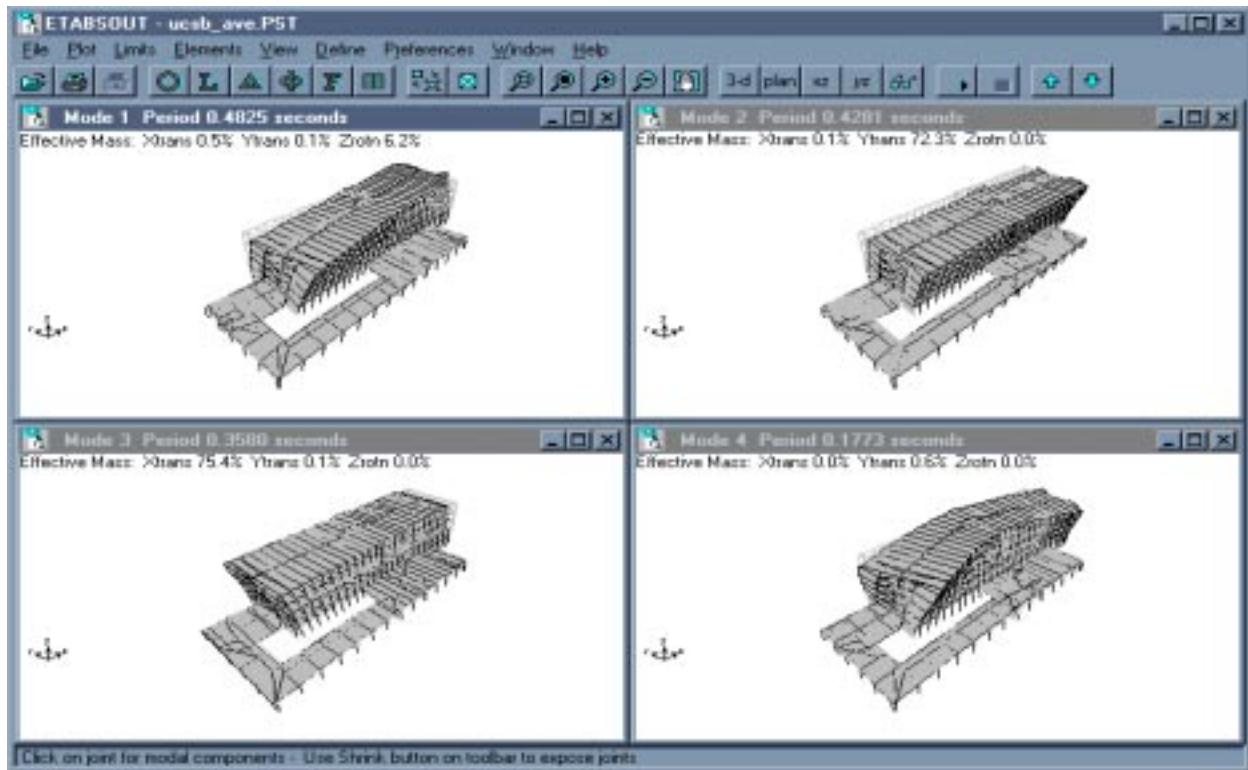 ETABSOUT - ucsb_ave.PST
File Plot Limits Elements View Define Preferences Window Help
L F 3-d plan xz yz
Mode 1 Period 0.4825 seconds
Effective Mass: Xtrans 0.5% Ytrans 0.1% Zrotn 6.2%
Mode 2 Period 0.4281 seconds
Effective Mass: Xtrans 0.1% Ytrans 72.3% Zrotn 0.0%
Mode 3 Period 0.3580 seconds
Effective Mass: Xtrans 75.4% Ytrans 0.1% Zrotn 0.0%
Mode 4 Period 0.1773 seconds
Effective Mass: Xtrans 0.0% Ytrans 0.6% Zrotn 0.0%
Click on joint for modal components - Use Shrink button on toolbar to expose joints